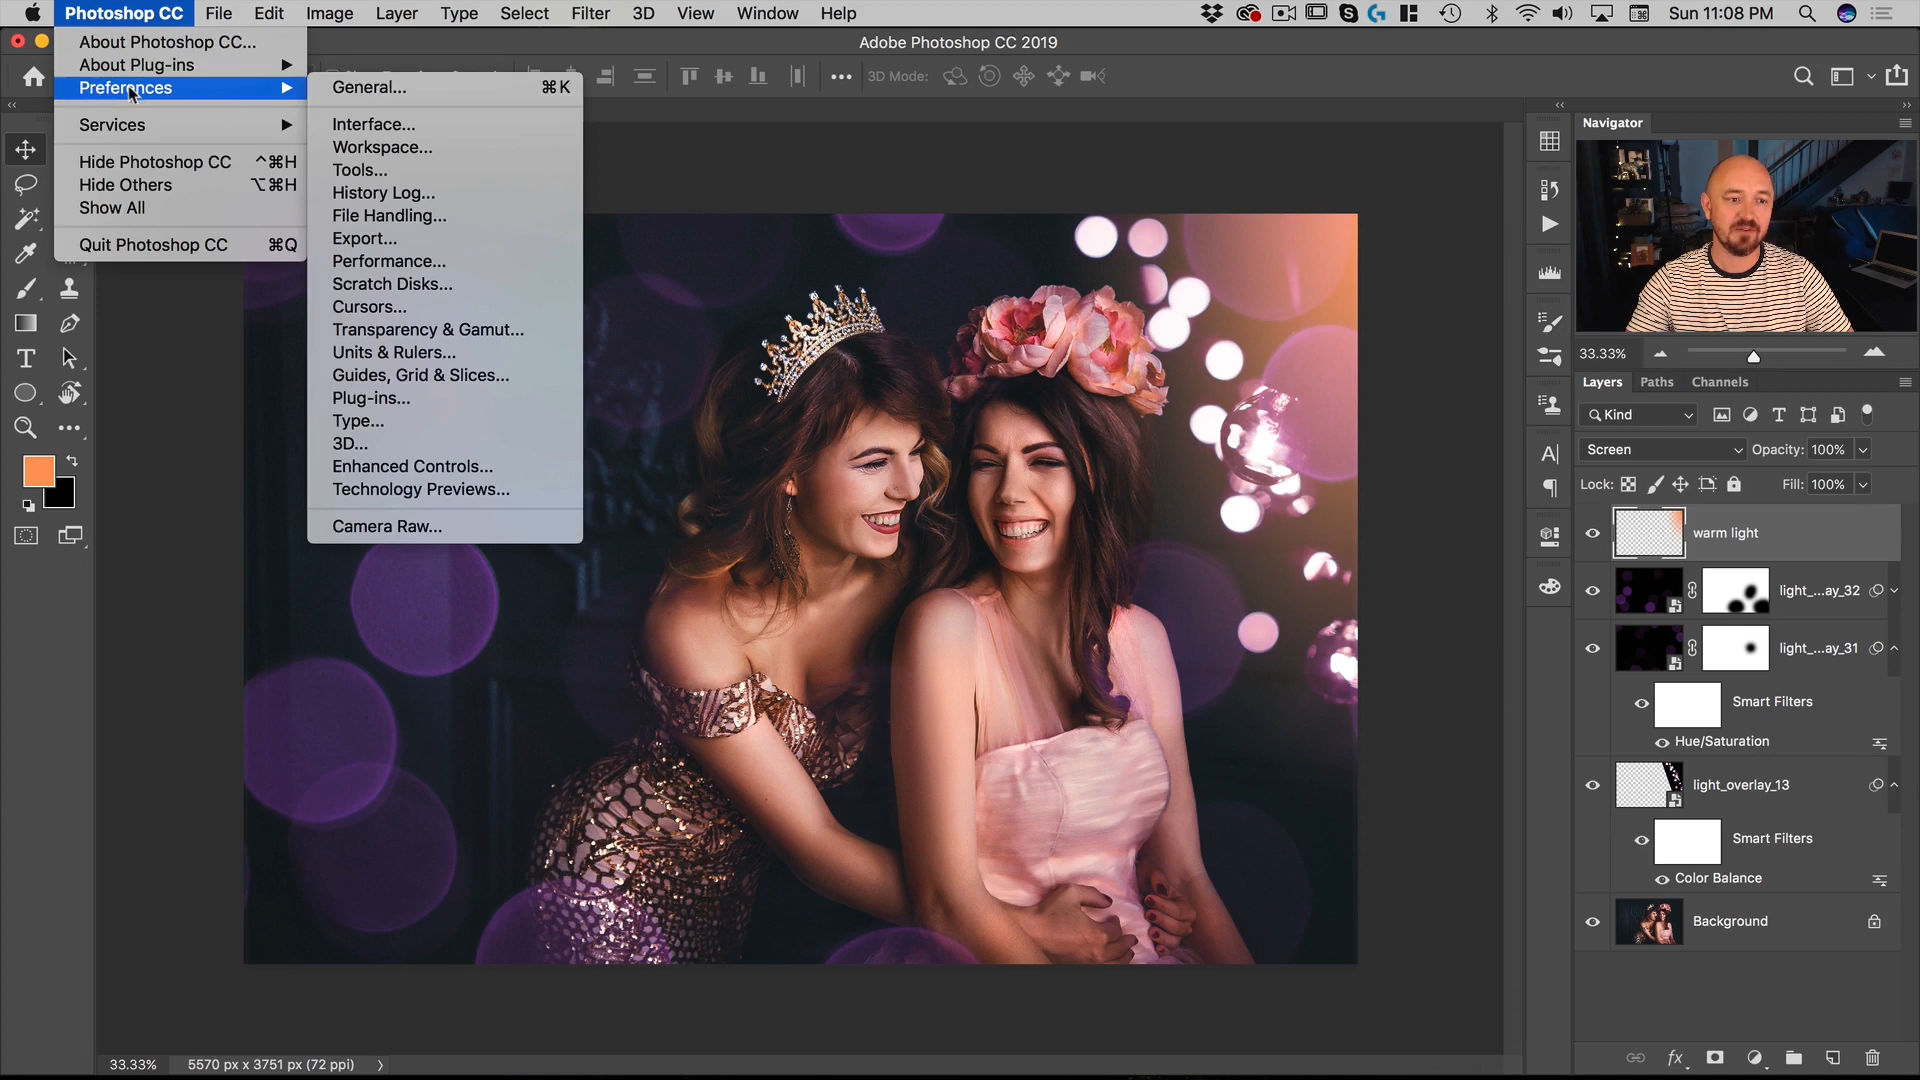 Photoshop CC File Edit Image Layer Type Select Filter 3D View Window Help Sun 11:08 PM
Adobe Photoshop CC 2019
About Photoshop CC...
About Plug-ins
Preferences
Services
Hide Photoshop CC ^⌘H
Hide Others ⌥⌘H
Show All
Quit Photoshop CC ⌘Q
General... ⌘K
Interface...
Workspace...
Tools...
History Log...
File Handling...
Export...
Performance...
Scratch Disks...
Cursors...
Transparency & Gamut...
Units & Rulers...
Guides, Grid & Slices...
Plug-ins...
Type...
3D...
Enhanced Controls...
Technology Previews...
Camera Raw...
3D Mode:
Navigator
33.33%
Layers Paths Channels
Kind
Screen Opacity: 100%
Lock: Fill: 100%
warm light
light_...ay_32
light_...ay_31
Smart Filters
Hue/Saturation
light_overlay_13
Smart Filters
Color Balance
Background
33.33% 5570 px x 3751 px (72 ppi)